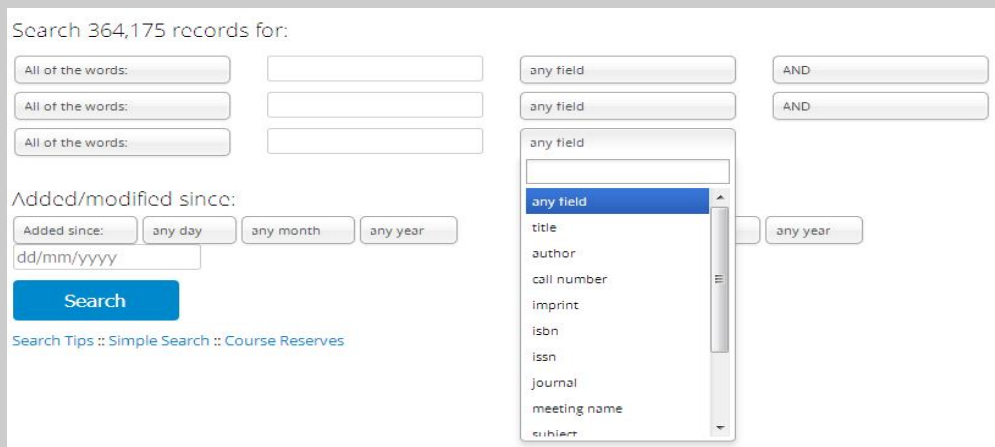 Search 364,175 records for:
All of the words: any field AND
All of the words: any field AND
All of the words: any field
Added/modified since:
any field
Added since: any day any month any year any year
title
dd/mm/yyyy
author
call number
Search
imprint
isbn
Search Tips :: Simple Search :: Course Reserves
issn
journal
meeting name
subject